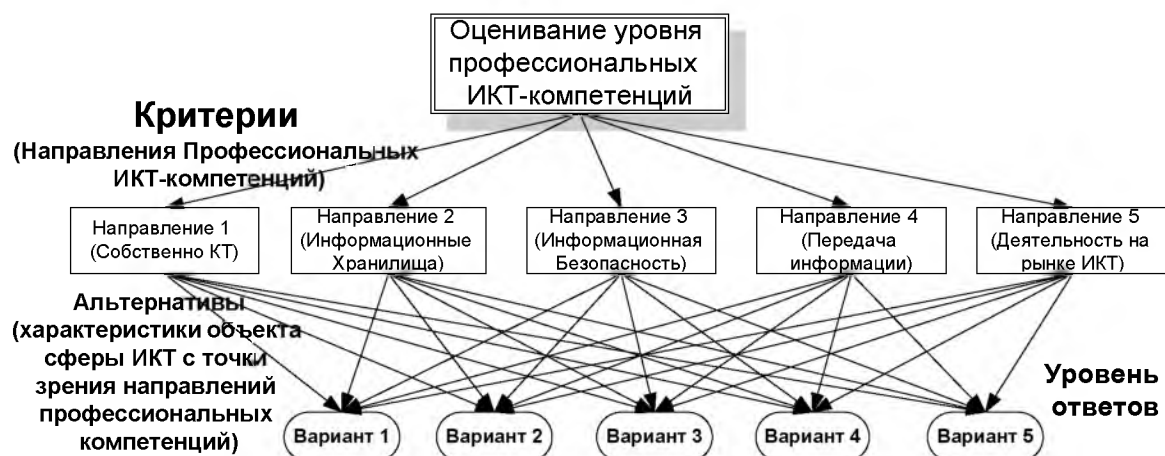 Оценивание уровня
профессиональных
ИКТ-компетенций
Критерии
(Направления Профессиональных
ИКТ-компетенций)
Направление 1
(Собственно КТ)
Направление 2
(Информационные
Хранилища)
Направление 3
(Информационная
Безопасность)
Направление 4
(Передача
информации)
Направление 5
(Деятельность на
рынке ИКТ)
Альтернативы
(характеристики объекта
сферы ИКТ с точки
зрения направлений
профессиональных
компетенций)
Уровень
ответов
Вариант 1
Вариант 2
Вариант 3
Вариант 4
Вариант 5